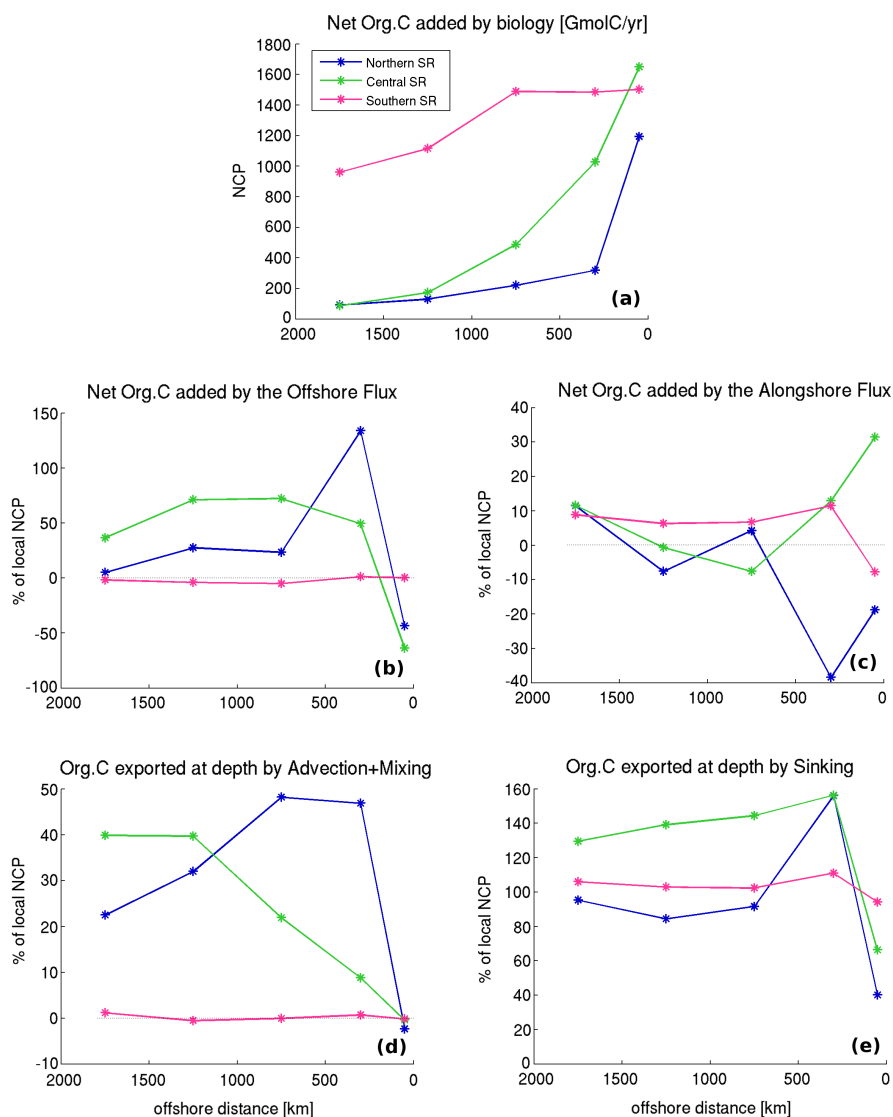 Net Org.C added by biology [GmolC/yr]
1800
1600
1400
1200
1000
800
600
400
200
0
NCP
Northern SR
Central SR
Southern SR
(a)
2000 1500 1000 500 0
Net Org.C added by the Offshore Flux
150
100
50
0
-50
-100
% of local NCP
(b)
2000 1500 1000 500 0
Net Org.C added by the Alongshore Flux
40
30
20
10
0
-10
-20
-30
-40
% of local NCP
(c)
2000 1500 1000 500 0
Org.C exported at depth by Advection+Mixing
50
40
30
20
10
0
-10
% of local NCP
(d)
2000 1500 1000 500 0
offshore distance [km]
Org.C exported at depth by Sinking
160
140
120
100
80
60
40
20
0
% of local NCP
(e)
2000 1500 1000 500 0
offshore distance [km]